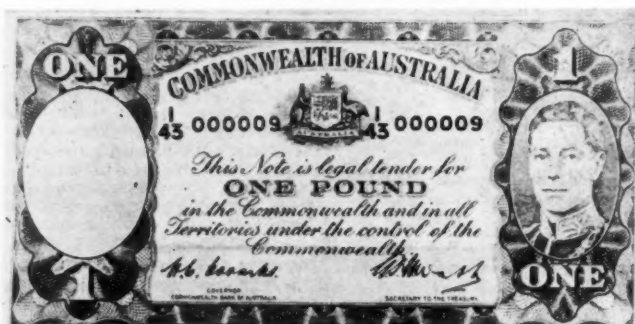 ONE
1
COMMONWEALTH OF AUSTRALIA
AUSTRALIA
1/43 000009 1/43 000009
This Note is legal tender for
ONE POUND
in the Commonwealth and in all
Territories under the control of the
Commonwealth
GOVERNOR
COMMONWEALTH BANK OF AUSTRALIA
SECRETARY TO THE TREASURY
1
ONE